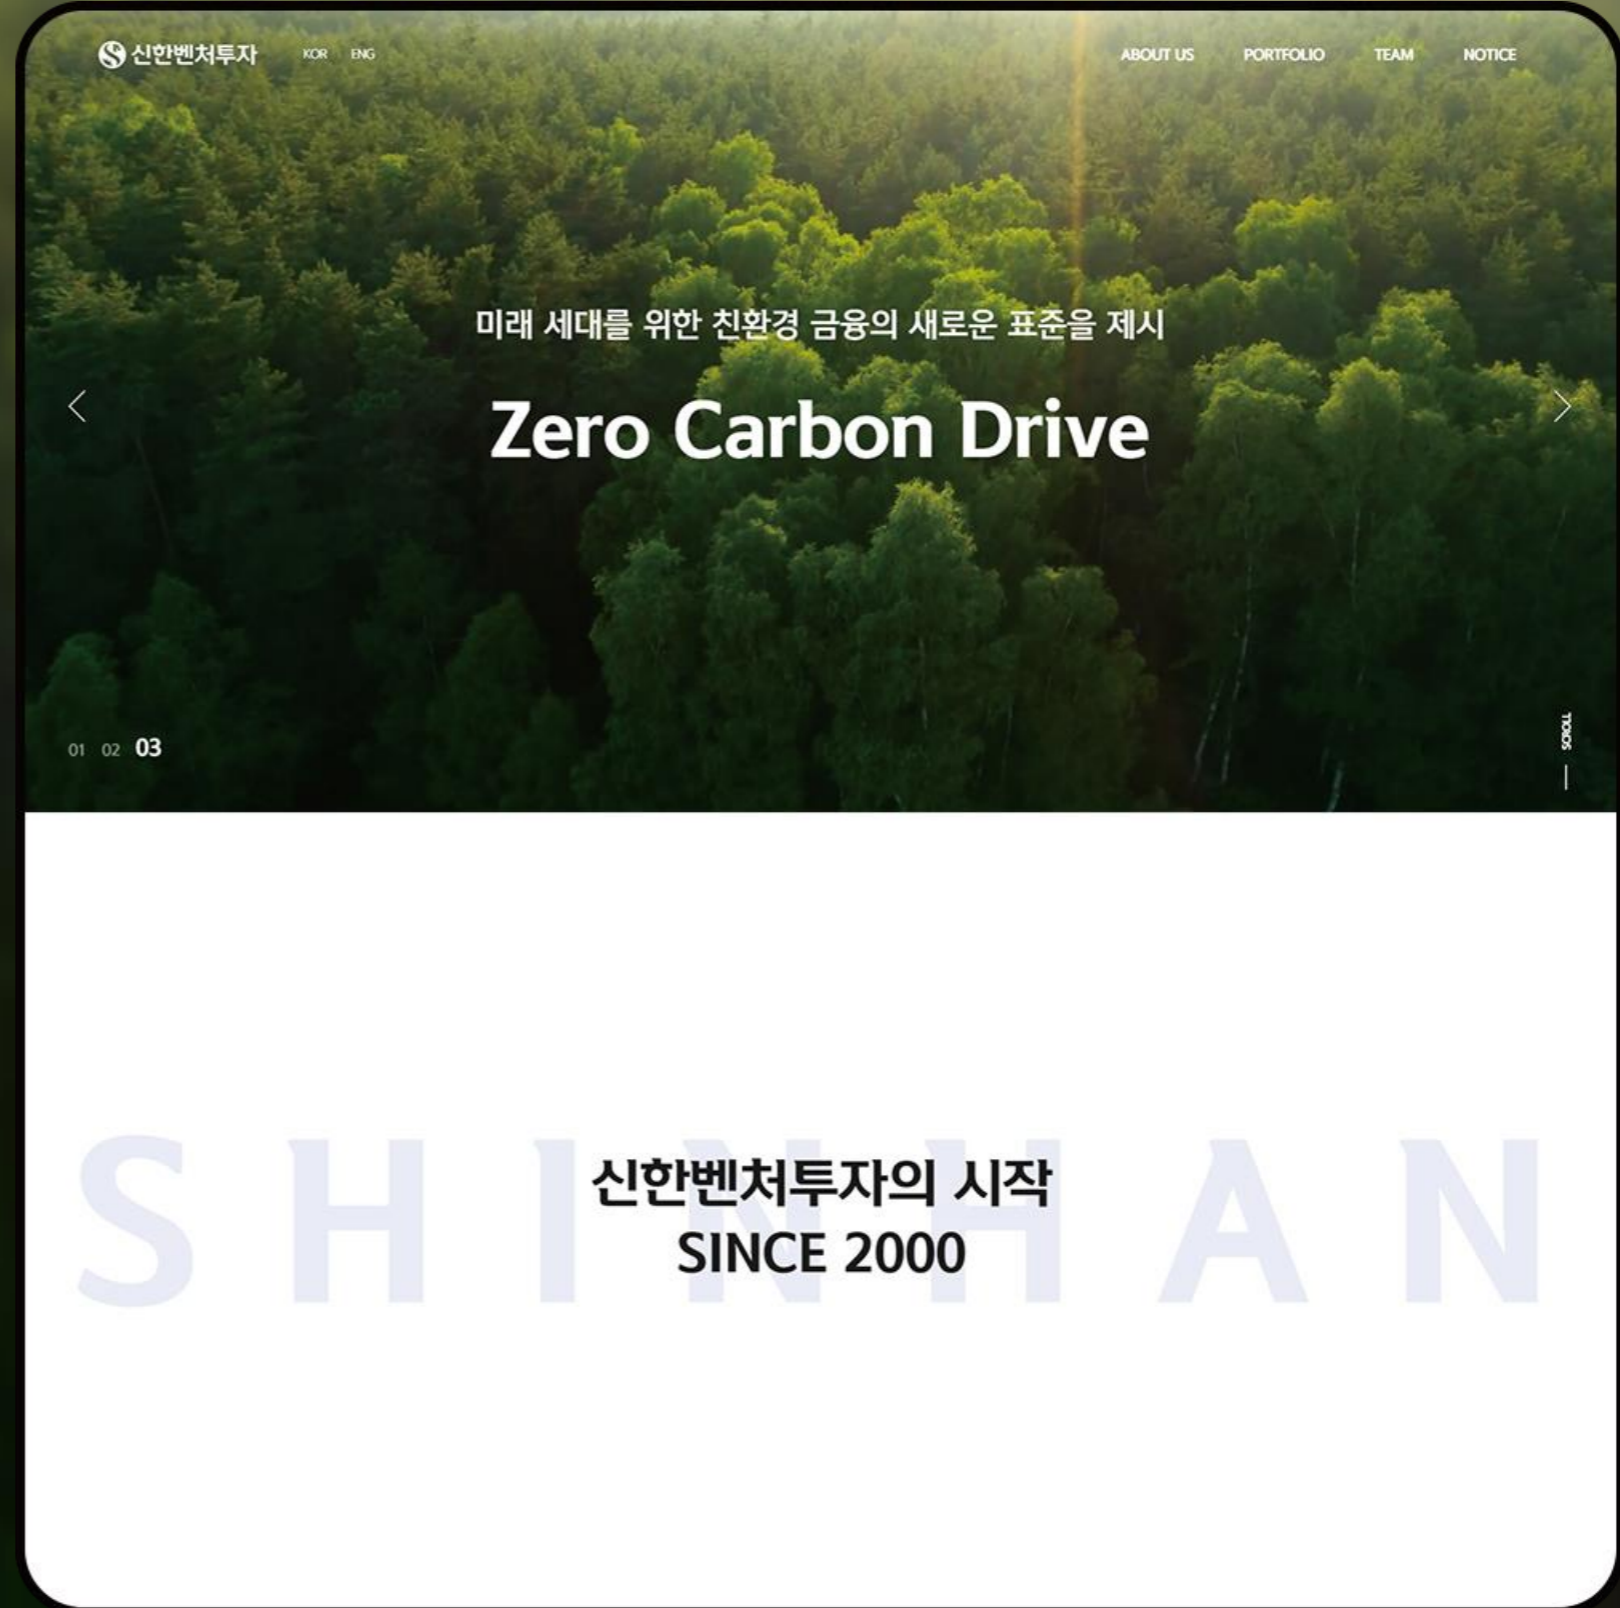 신한벤처투자 KOR ENG ABOUT US PORTFOLIO TEAM NOTICE
미래 세대를 위한 친환경 금융의 새로운 표준을 제시
Zero Carbon Drive
01 02 03
SCROLL
SHINHAN
신한벤처투자의 시작
SINCE 2000